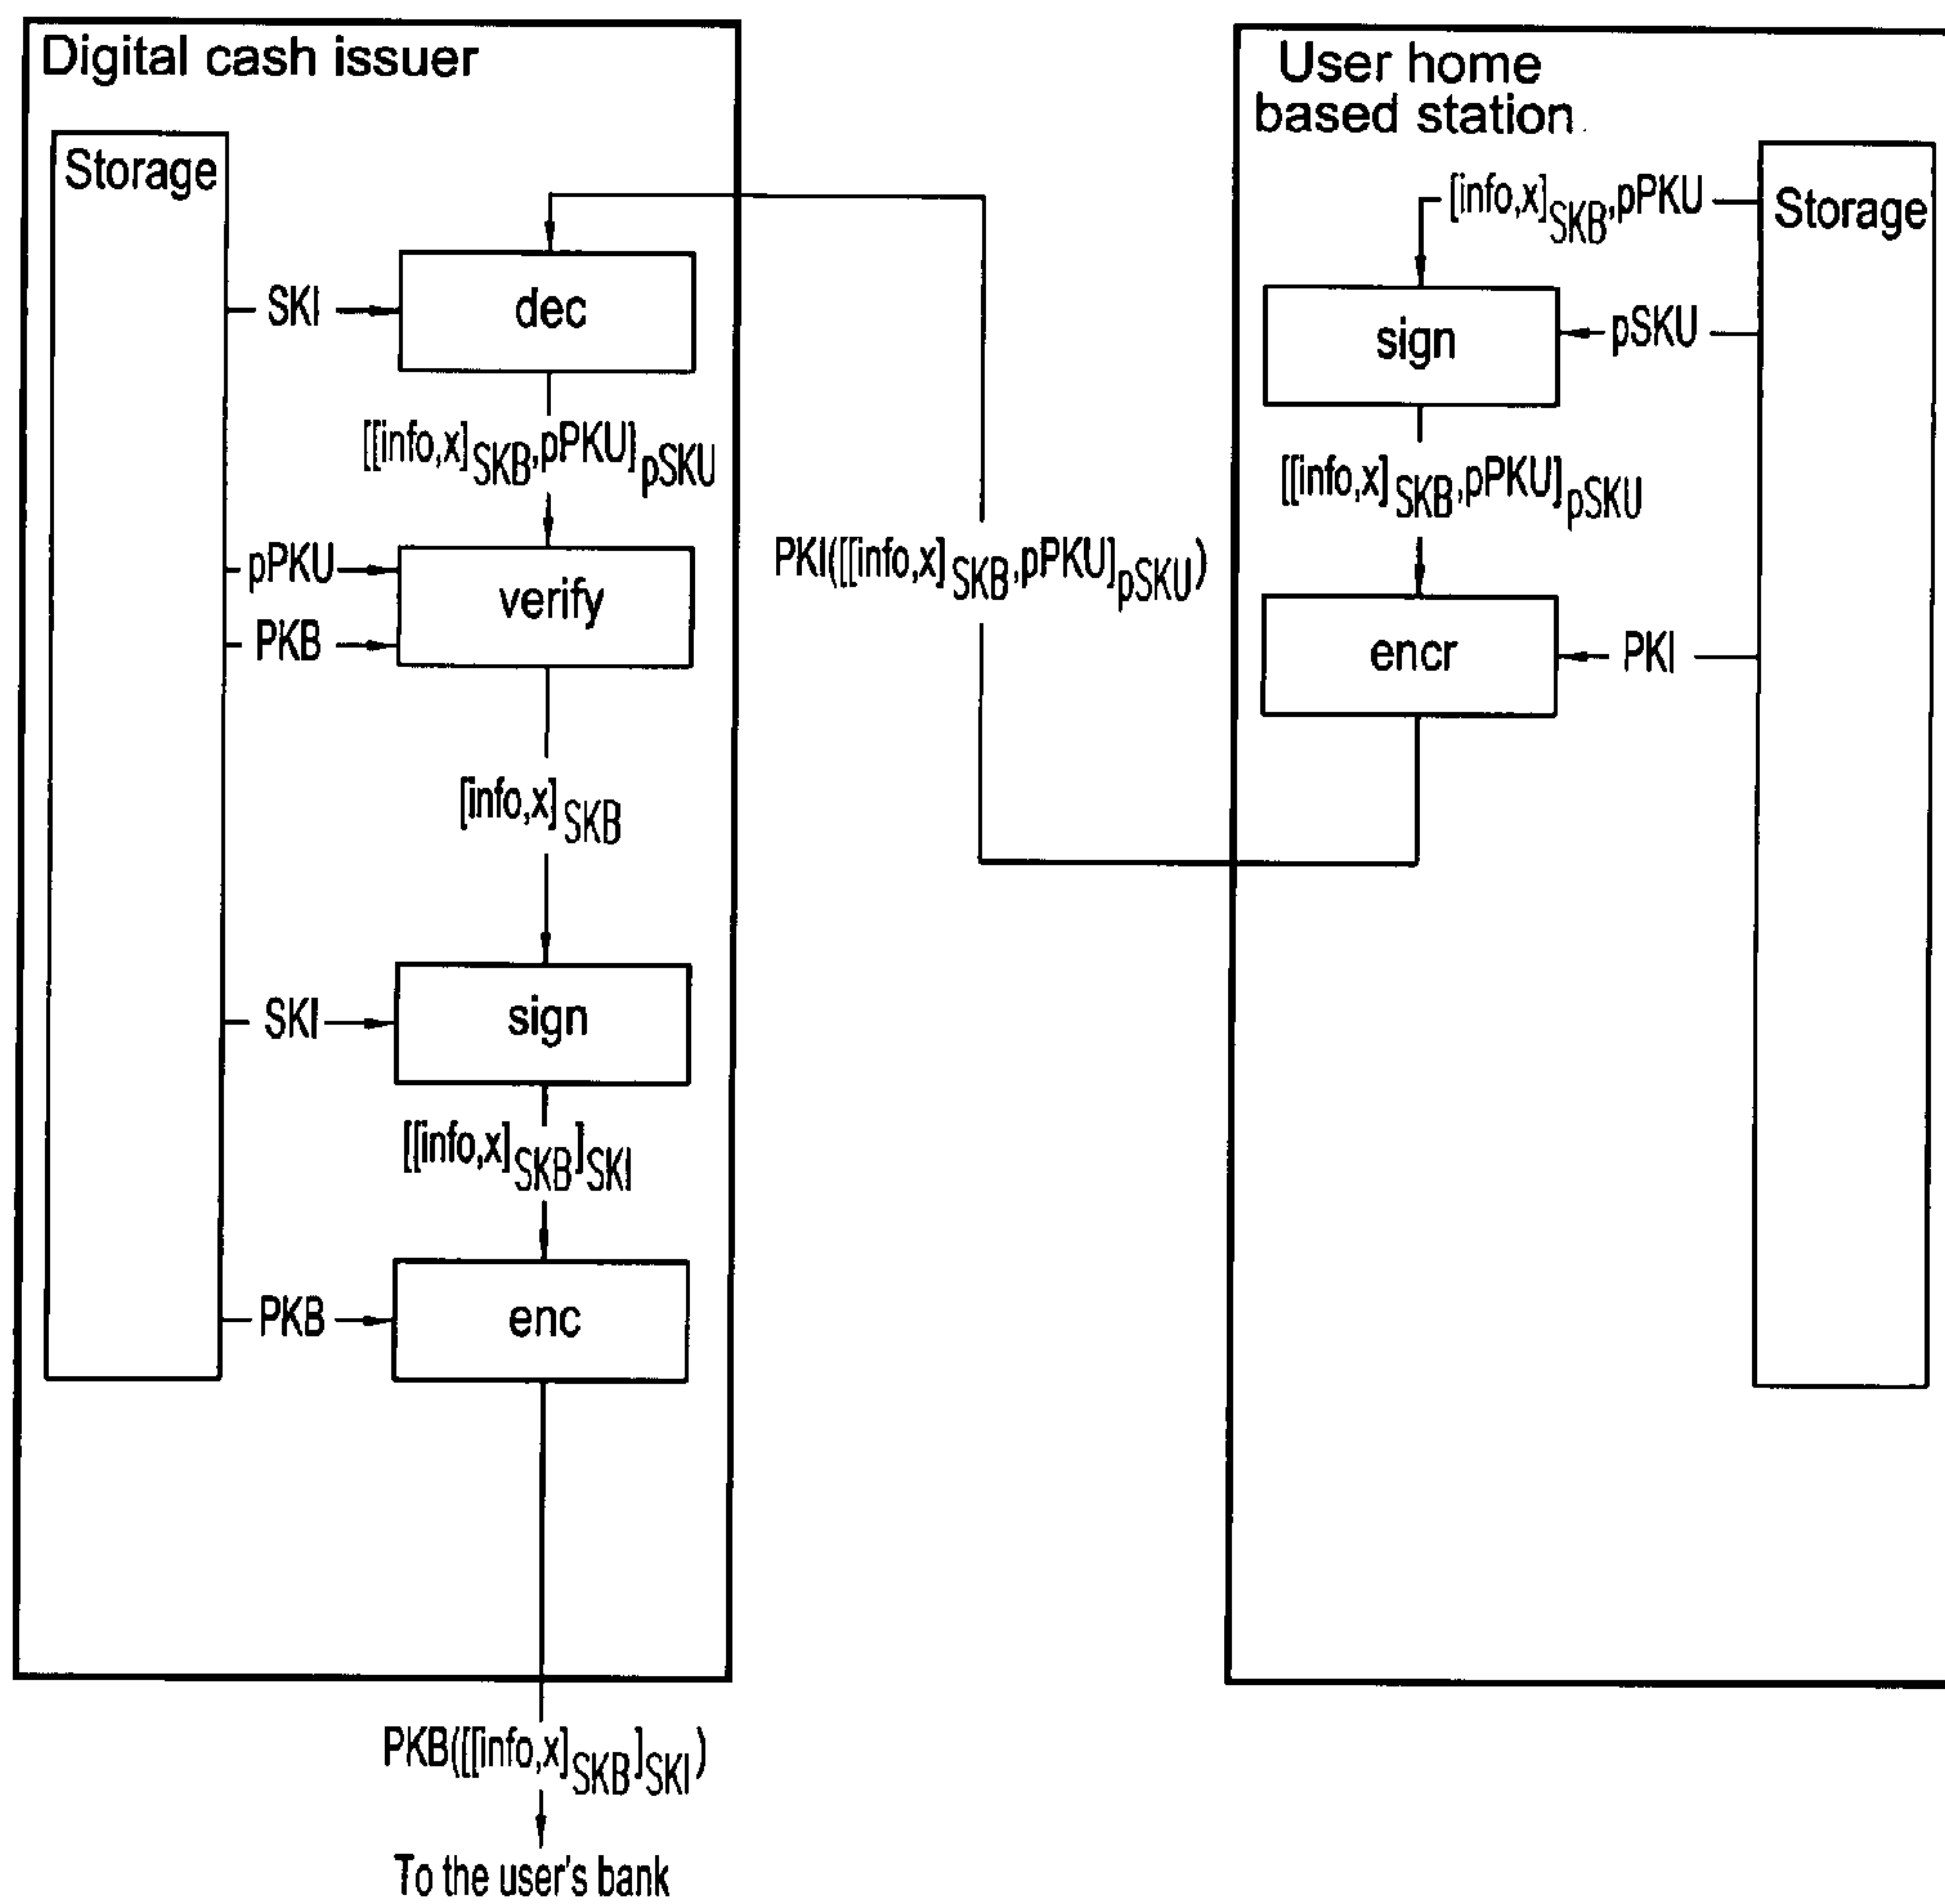 Digital cash issuer
Storage
SKI
dec
[[info,x]SKB,pPKU]pSKU
pPKU
verify
PKB
[info,x]SKB
SKI
sign
[[info,x]SKB]SKI
PKB
enc
PKB([[info,x]SKB]SKI)
To the user's bank
PKI([[info,x]SKB,pPKU]pSKU)
User home
based station
[info,x]SKB,pPKU
Storage
sign
pSKU
[[info,x]SKB,pPKU]pSKU
encr
PKI